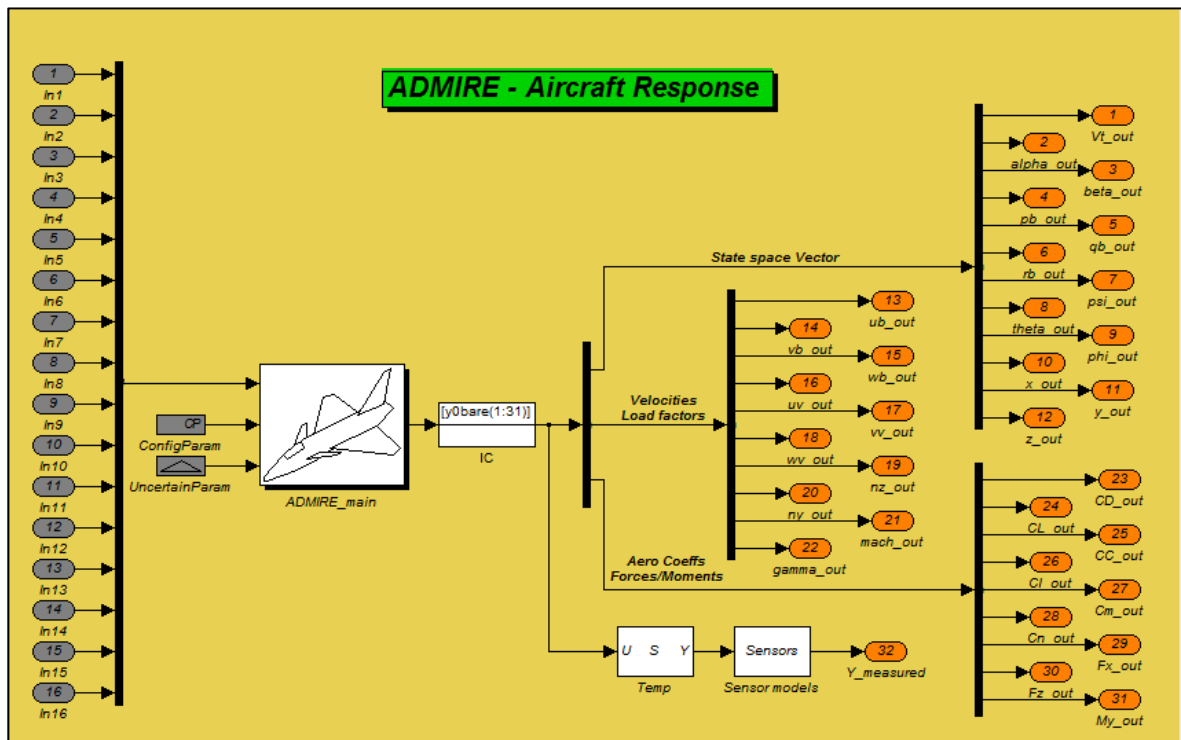 ADMIRE - Aircraft Response
1
In1
2
In2
3
In3
4
In4
5
In5
6
In6
7
In7
8
In8
9
In9
10
In10
11
In11
12
In12
13
In13
14
In14
15
In15
16
In16
CP
ConfigParam
UncertainParam
ADMIRE_main
[y0bare(1:31)]
IC
State space Vector
Velocities
Load factors
Aero Coeffs
Forces/Moments
13
ub_out
14
vb_out
15
wb_out
16
uv_out
17
vv_out
18
wv_out
19
nz_out
20
ny_out
21
mach_out
22
gamma_out
U S Y
Temp
Sensors
Sensor models
32
Y_measured
1
Vt_out
2
alpha_out
3
beta_out
4
pb_out
5
qb_out
6
rb_out
7
psi_out
8
theta_out
9
phi_out
10
x_out
11
y_out
12
z_out
23
CD_out
24
CL_out
25
CC_out
26
Cl_out
27
Cm_out
28
Cn_out
29
Fx_out
30
Fz_out
31
My_out